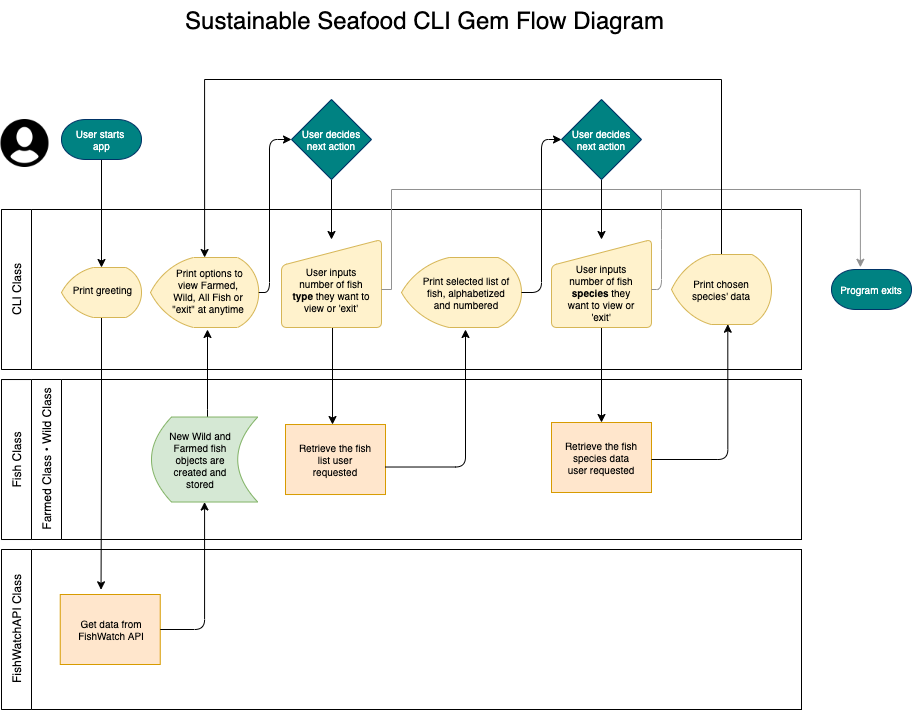 Sustainable Seafood CLI Gem Flow Diagram
User starts
app
User decides
next action
User decides
next action
CLI Class
Print greeting
Print options to
view Farmed,
Wild, All Fish or
"exit" at anytime
User inputs
number of fish
type they want to
view or 'exit'
Print selected list of
fish, alphabetized
and numbered
User inputs
number of fish
species they
want to view or
'exit'
Print chosen
species' data
Program exits
Fish Class
Farmed Class • Wild Class
New Wild and
Farmed fish
objects are
created and
stored
Retrieve the fish
list user
requested
Retrieve the fish
species data
user requested
FishWatchAPI Class
Get data from
FishWatch API